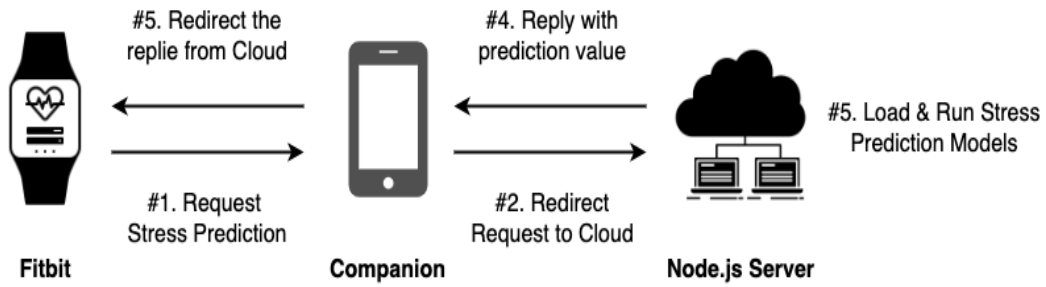 #5. Redirect the
replie from Cloud
#4. Reply with
prediction value
#5. Load & Run Stress
Prediction Models
#1. Request
Stress Prediction
#2. Redirect
Request to Cloud
Fitbit
Companion
Node.js Server